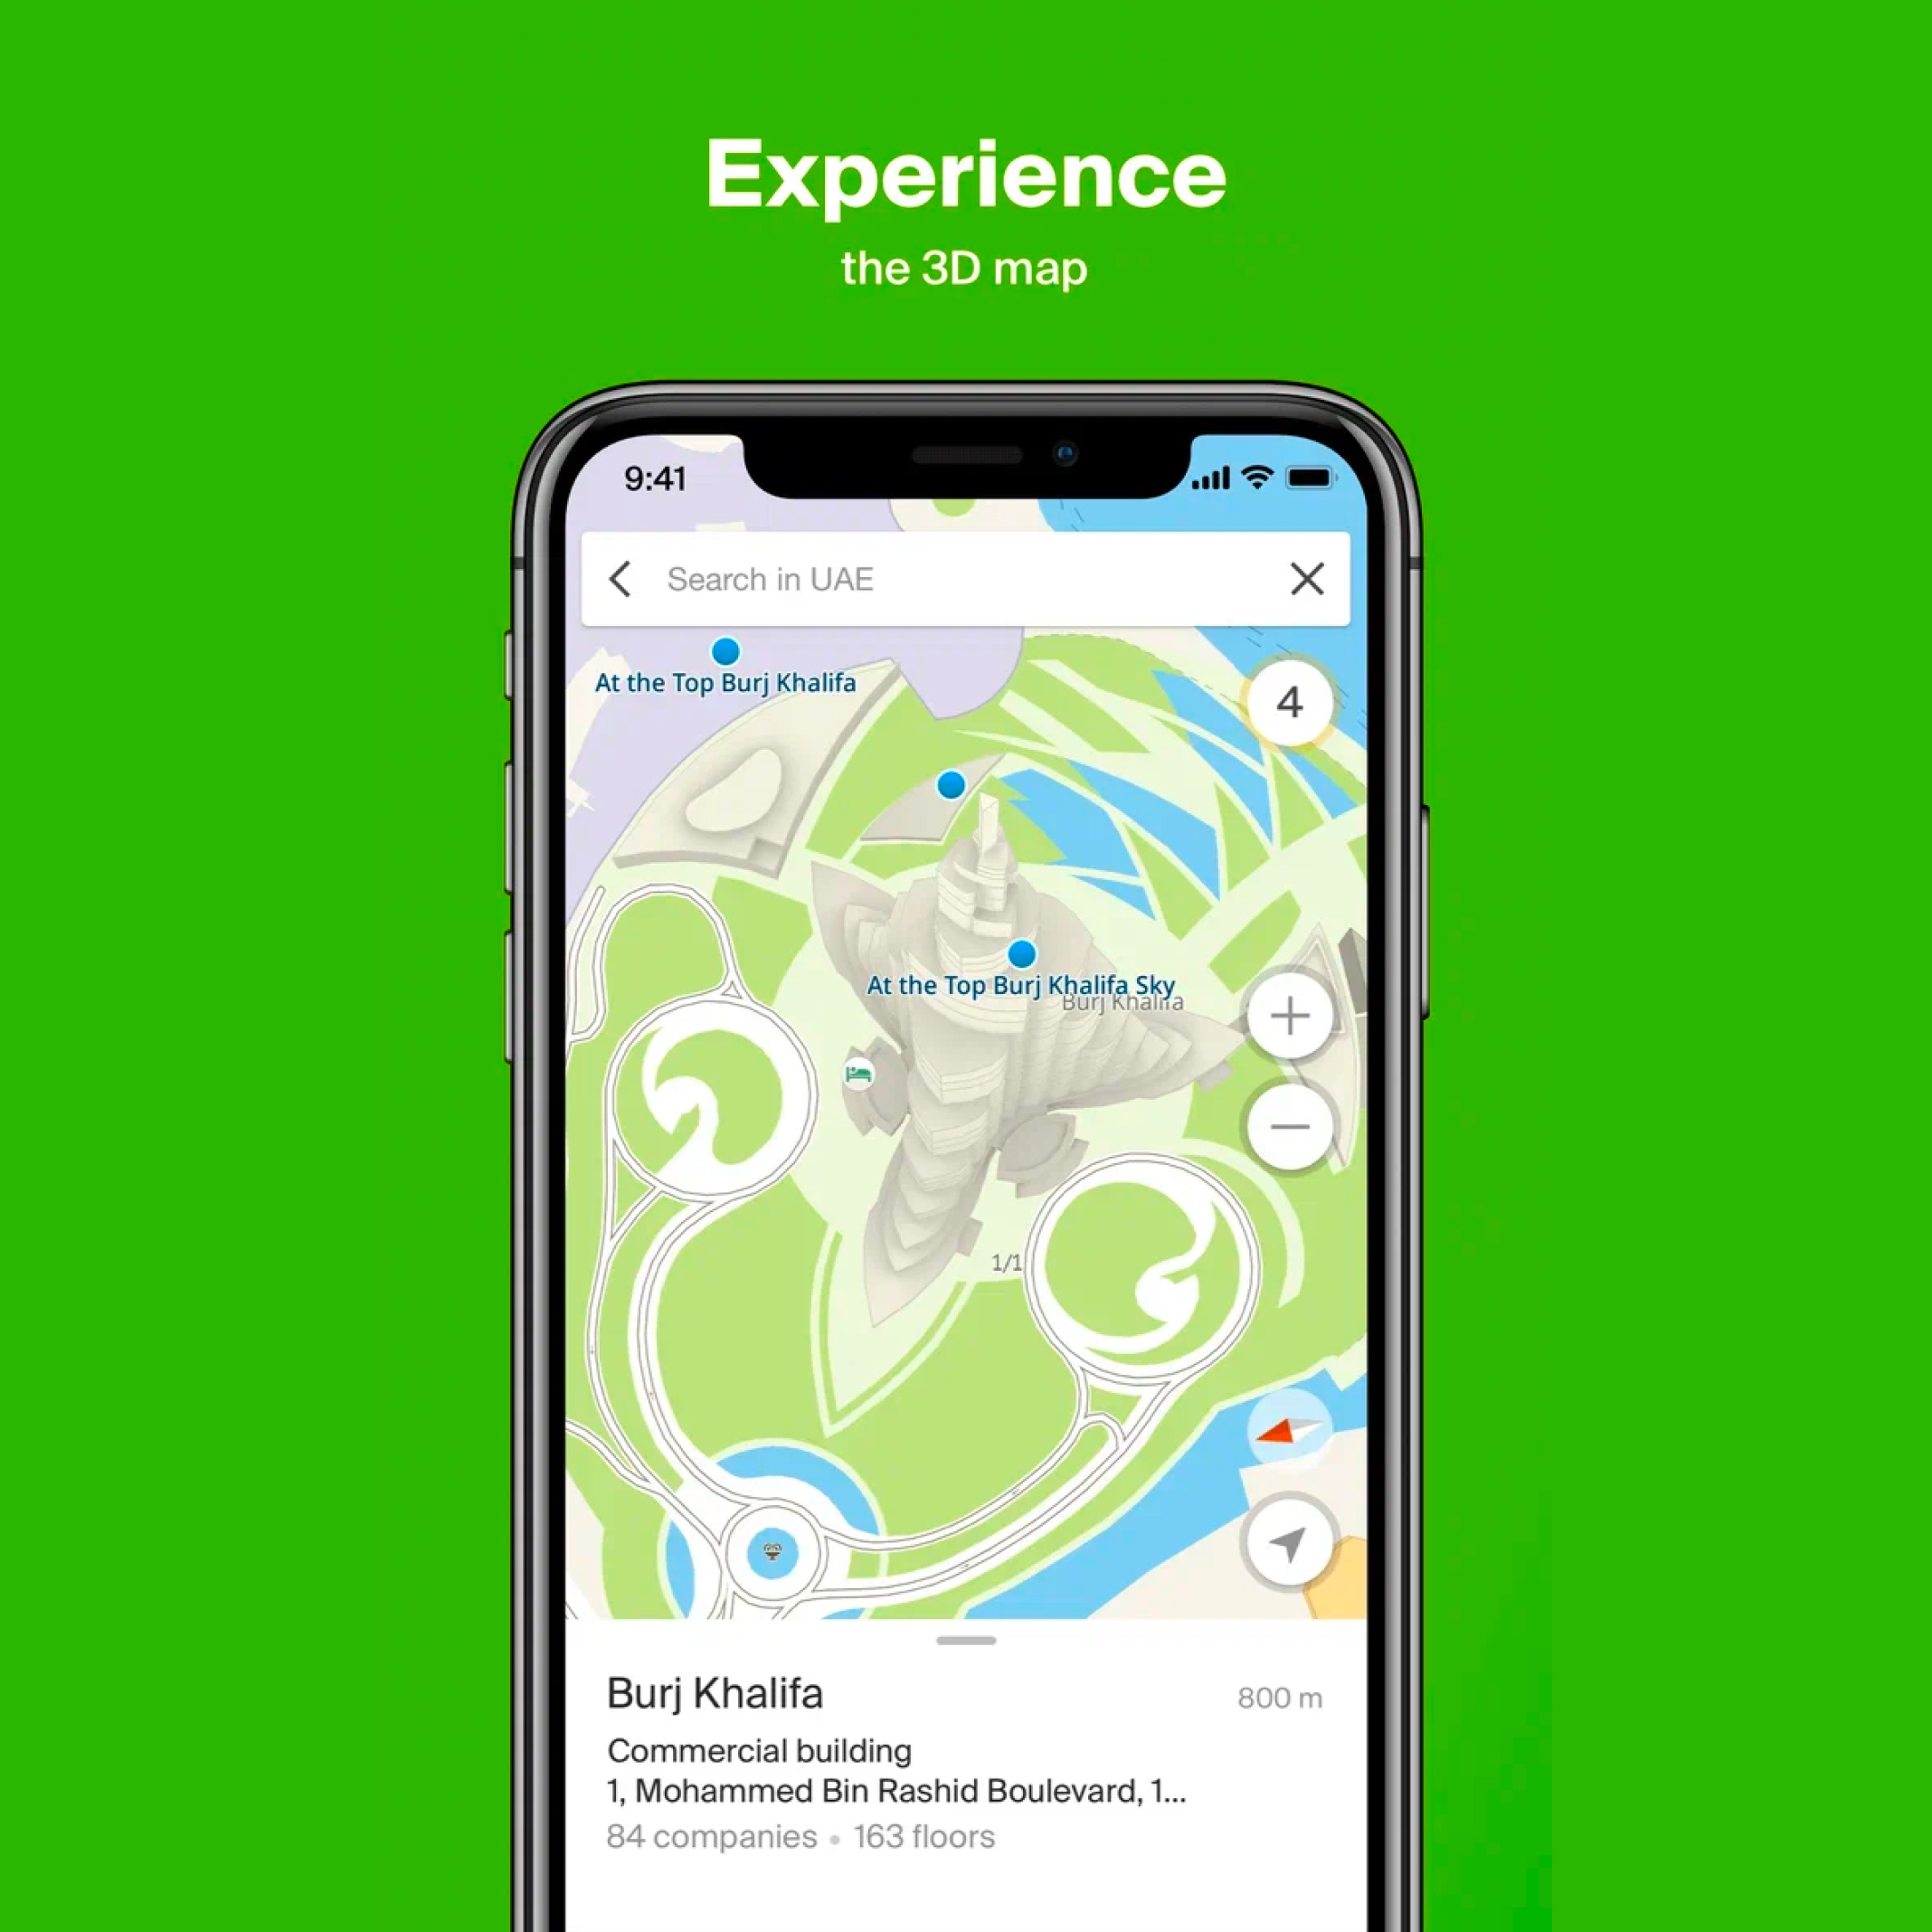 Experience
the 3D map
9:41
Search in UAE
At the Top Burj Khalifa
4
At the Top Burj Khalifa Sky
Burj Khalifa
1/1
Burj Khalifa
800 m
Commercial building
1, Mohammed Bin Rashid Boulevard, 1...
84 companies • 163 floors